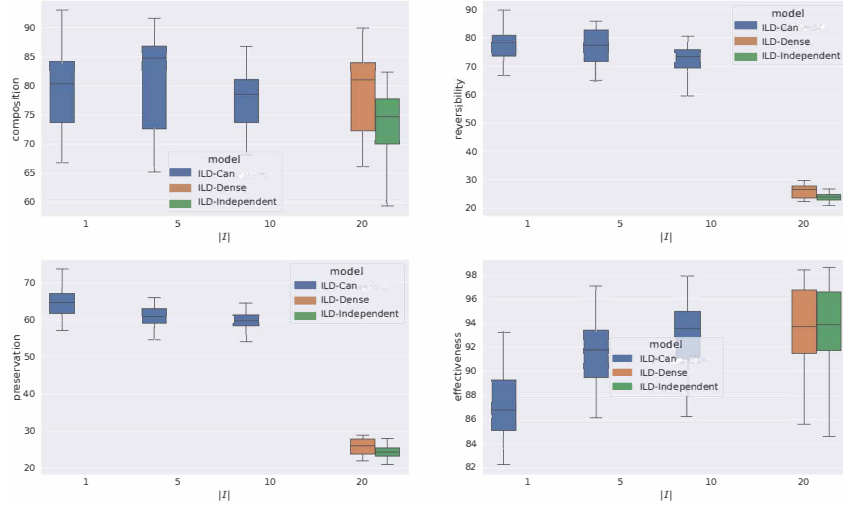 composition
95
90
85
80
75
70
65
60
1
5
10
20
|I|
model
ILD-Can
ILD-Dense
ILD-Independent
reversibility
90
80
70
60
50
40
30
20
1
5
10
20
|I|
model
ILD-Can
ILD-Dense
ILD-Independent
preservation
70
60
50
40
30
20
1
5
10
20
|I|
model
ILD-Can
ILD-Dense
ILD-Independent
effectiveness
98
96
94
92
90
88
86
84
82
1
5
10
20
|I|
model
ILD-Can
ILD-Dense
ILD-Independent